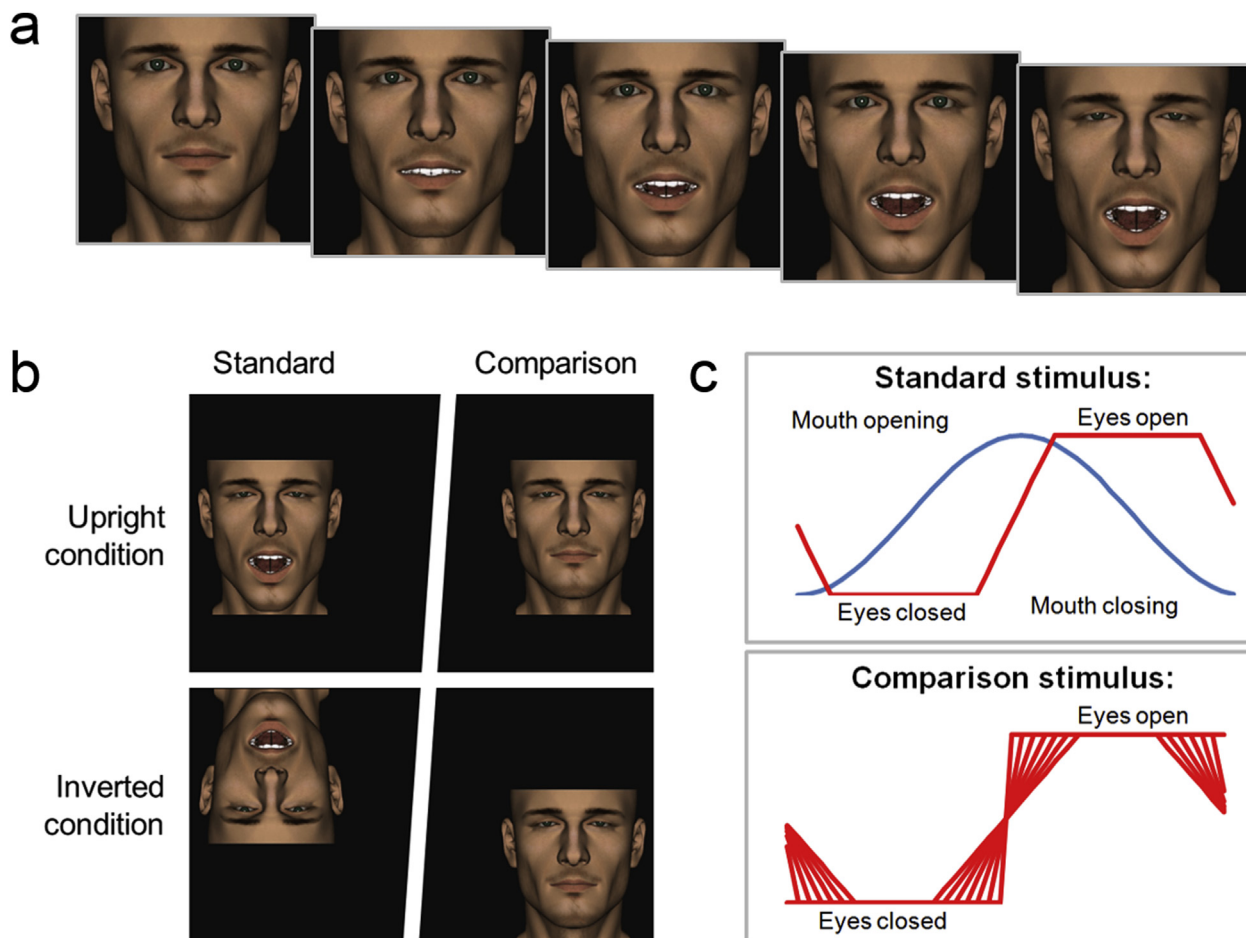 a
b
Standard
Comparison
Upright
condition
Inverted
condition
c
Standard stimulus:
Mouth opening
Eyes open
Eyes closed
Mouth closing
Comparison stimulus:
Eyes open
Eyes closed